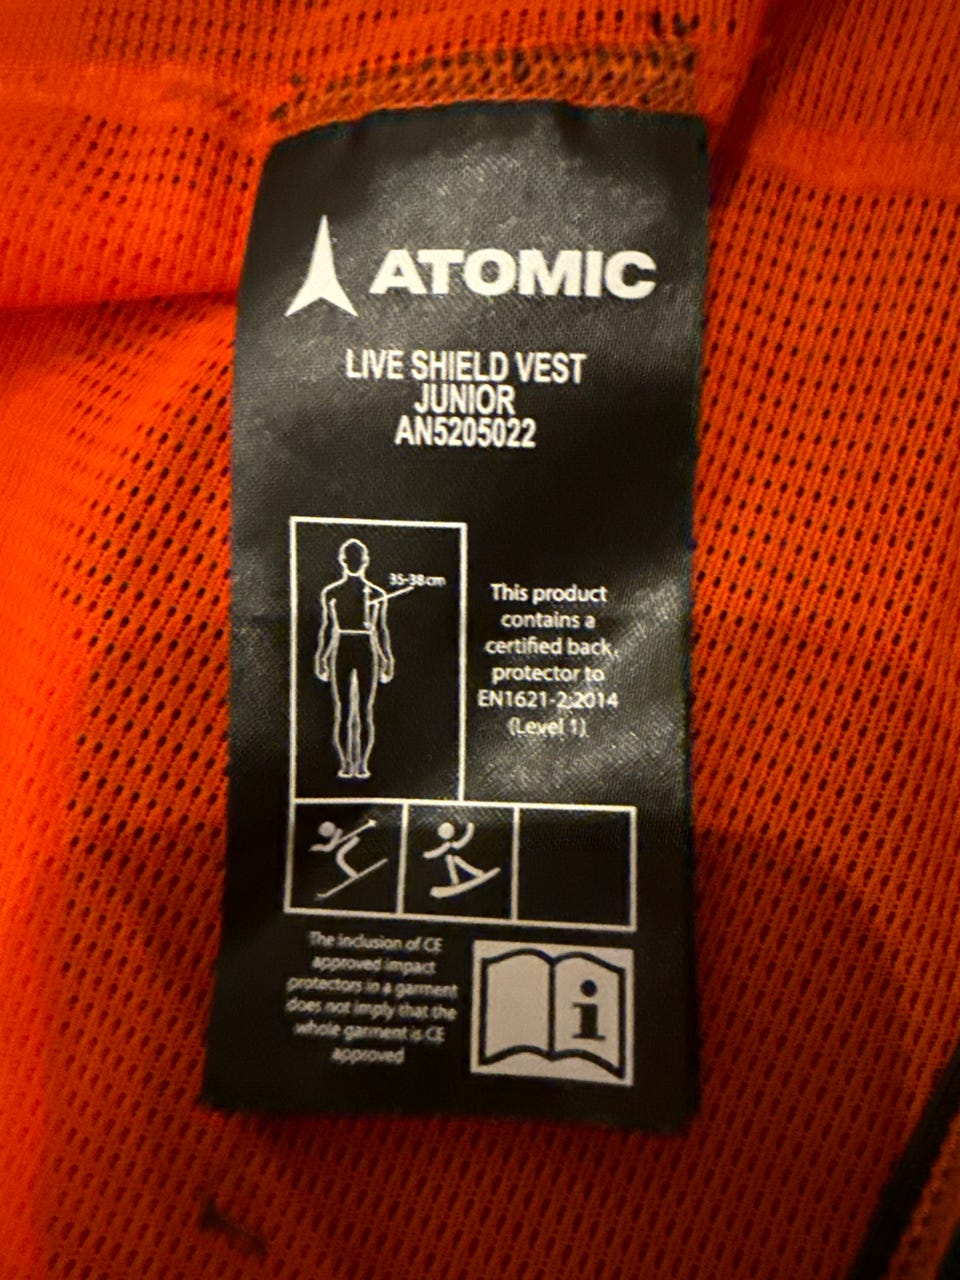 ATOMIC
LIVE SHIELD VEST
JUNIOR
AN5205022
35-38cm
This product
contains a
certified back
protector to
EN1621-2:2014
(Level 1)
The inclusion of CE
approved impact
protectors in a garment
does not imply that the
whole garment is CE
approved
i